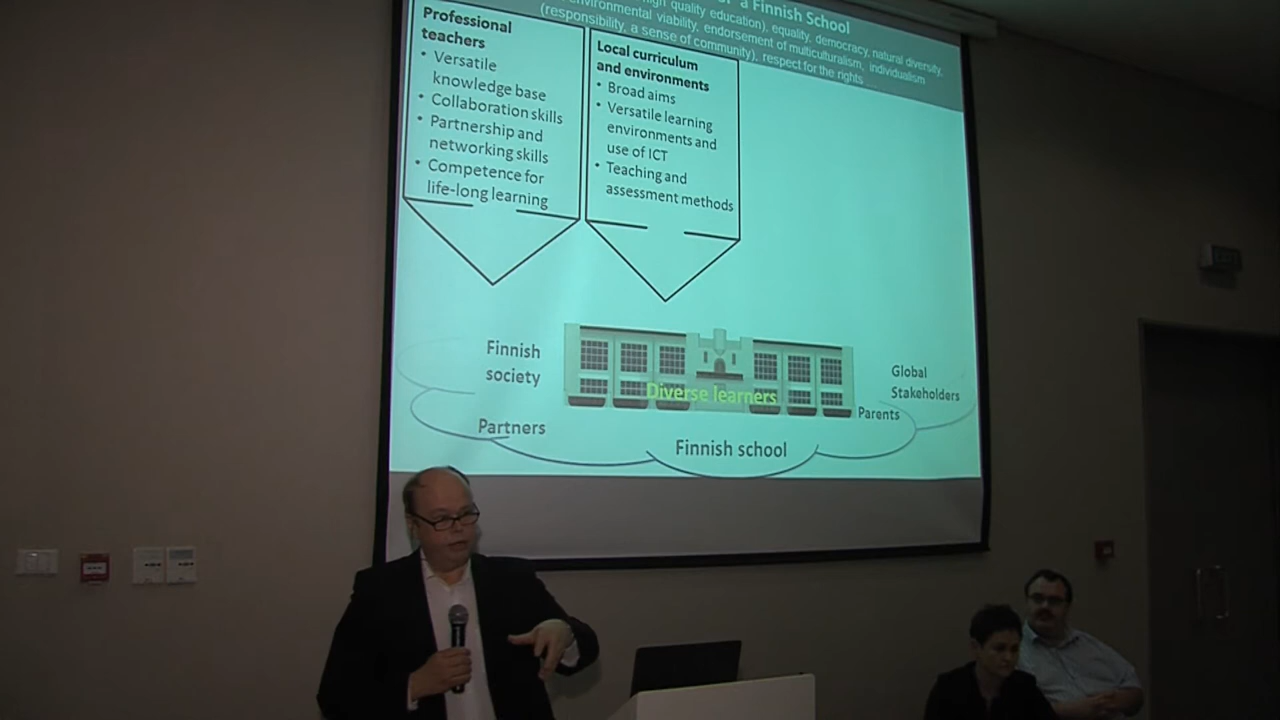 a Finnish School
high quality education), equality, democracy, natural diversity,
environmental viability, endorsement of multiculturalism, individualism
(responsibility, a sense of community), respect for the rights
Professional
teachers
• Versatile
knowledge base
• Collaboration skills
• Partnership and
networking skills
• Competence for
life-long learning
Local curriculum
and environments
• Broad aims
• Versatile learning
environments and
use of ICT
• Teaching and
assessment methods
Finnish
society
Diverse learners
Global
Stakeholders
Parents
Partners
Finnish school